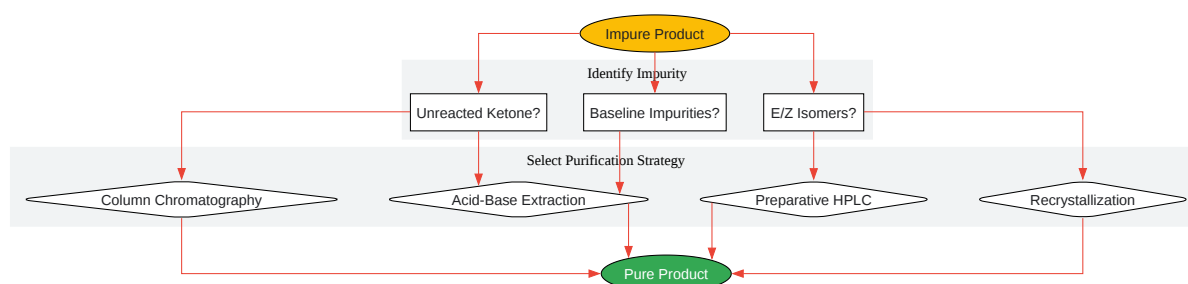 Impure Product
Identify Impurity
Unreacted Ketone?
Baseline Impurities?
E/Z Isomers?
Select Purification Strategy
Column Chromatography
Acid-Base Extraction
Preparative HPLC
Recrystallization
Pure Product